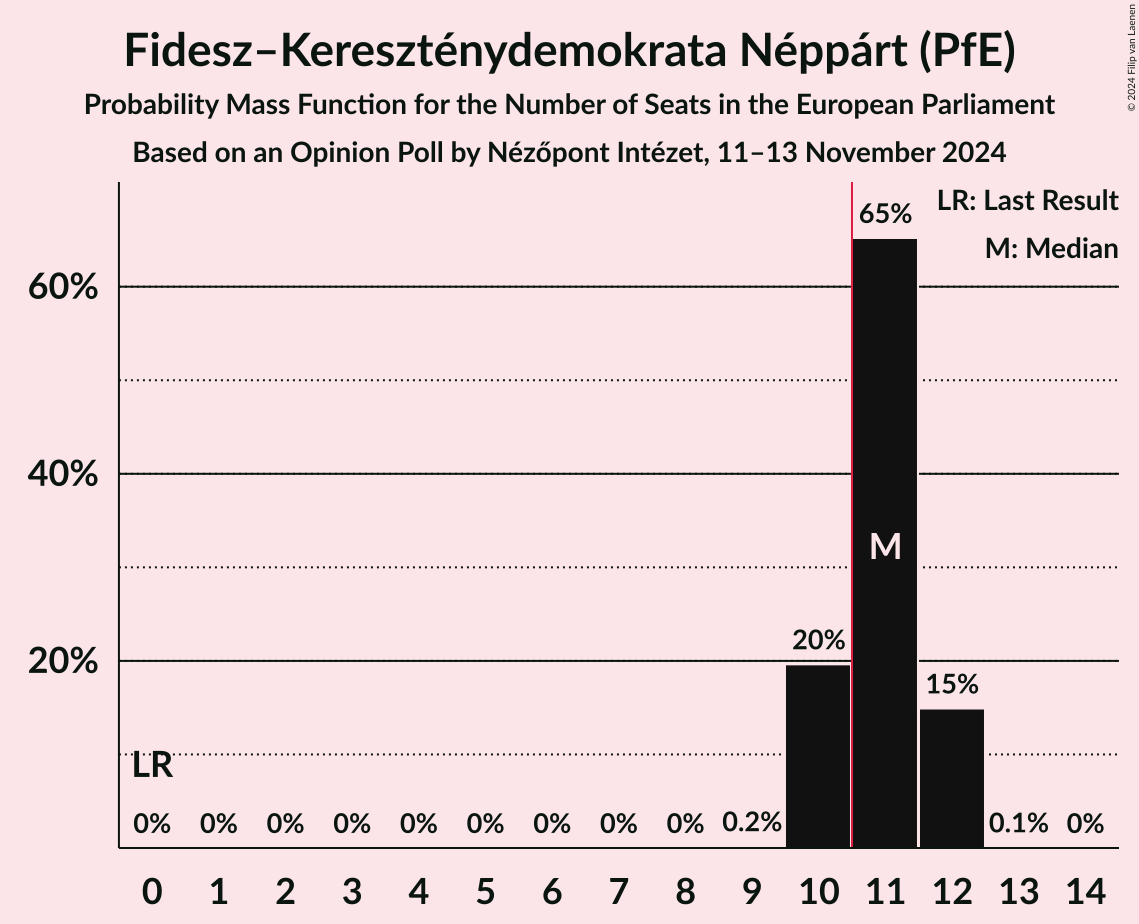 Fidesz–Kereszténydemokrata Néppárt (PfE)
Probability Mass Function for the Number of Seats in the European Parliament
Based on an Opinion Poll by Nézőpont Intézet, 11–13 November 2024
© 2024 Filip van Laenen
LR: Last Result
M: Median
65%
60%
40%
M
20%
20%
15%
LR
0% 0% 0% 0% 0% 0% 0% 0% 0% 0.2% 0.1% 0%
0 1 2 3 4 5 6 7 8 9 10 11 12 13 14